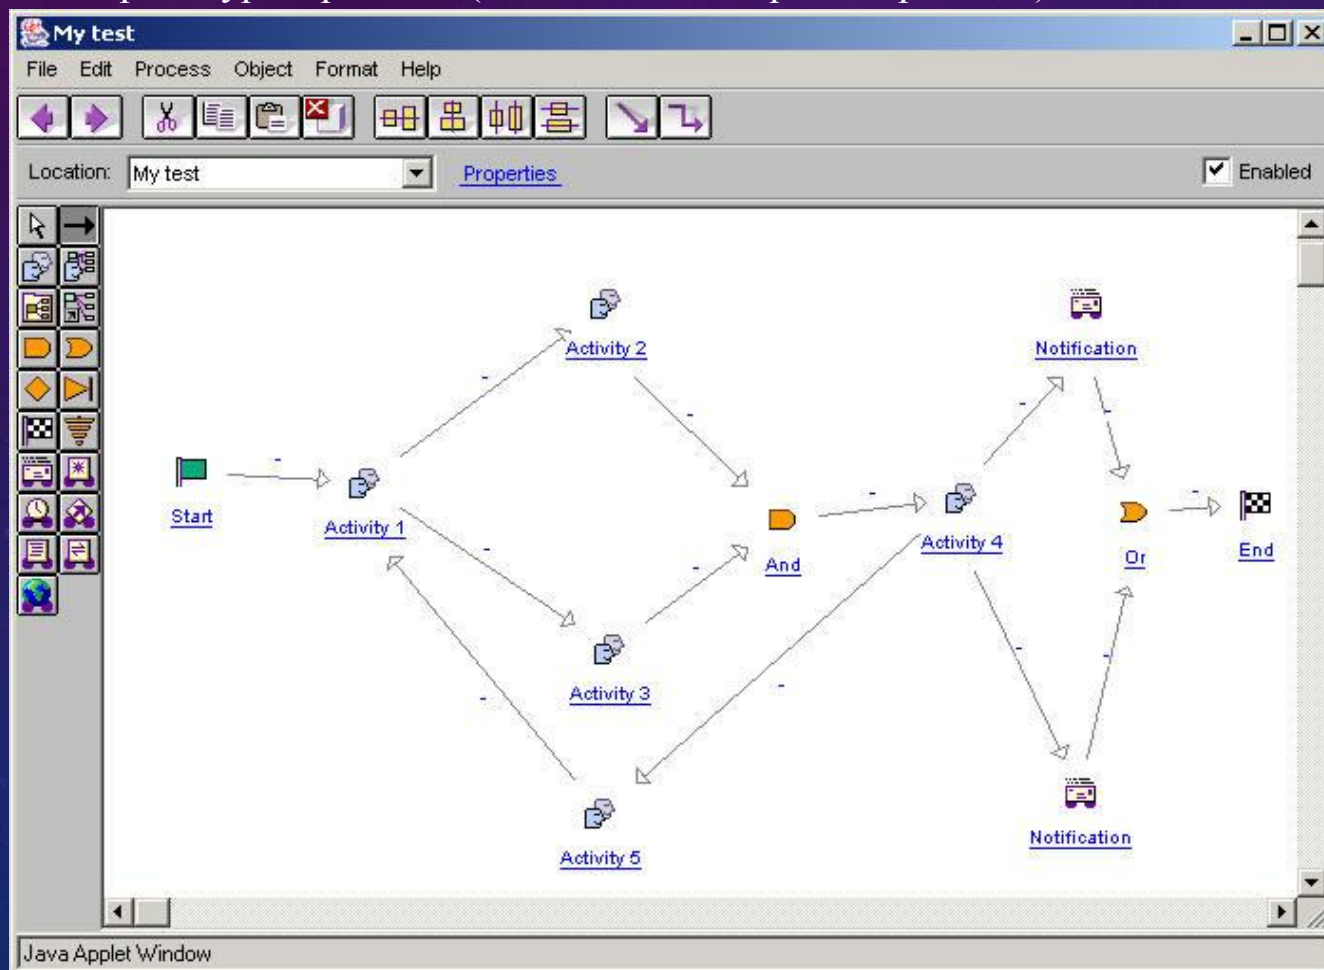 My test
File Edit Process Object Format Help
Location: My test Properties Enabled
Activity 2
Notification
Start
Activity 1
And
Activity 4
Or
End
Activity 3
Notification
Activity 5
Java Applet Window